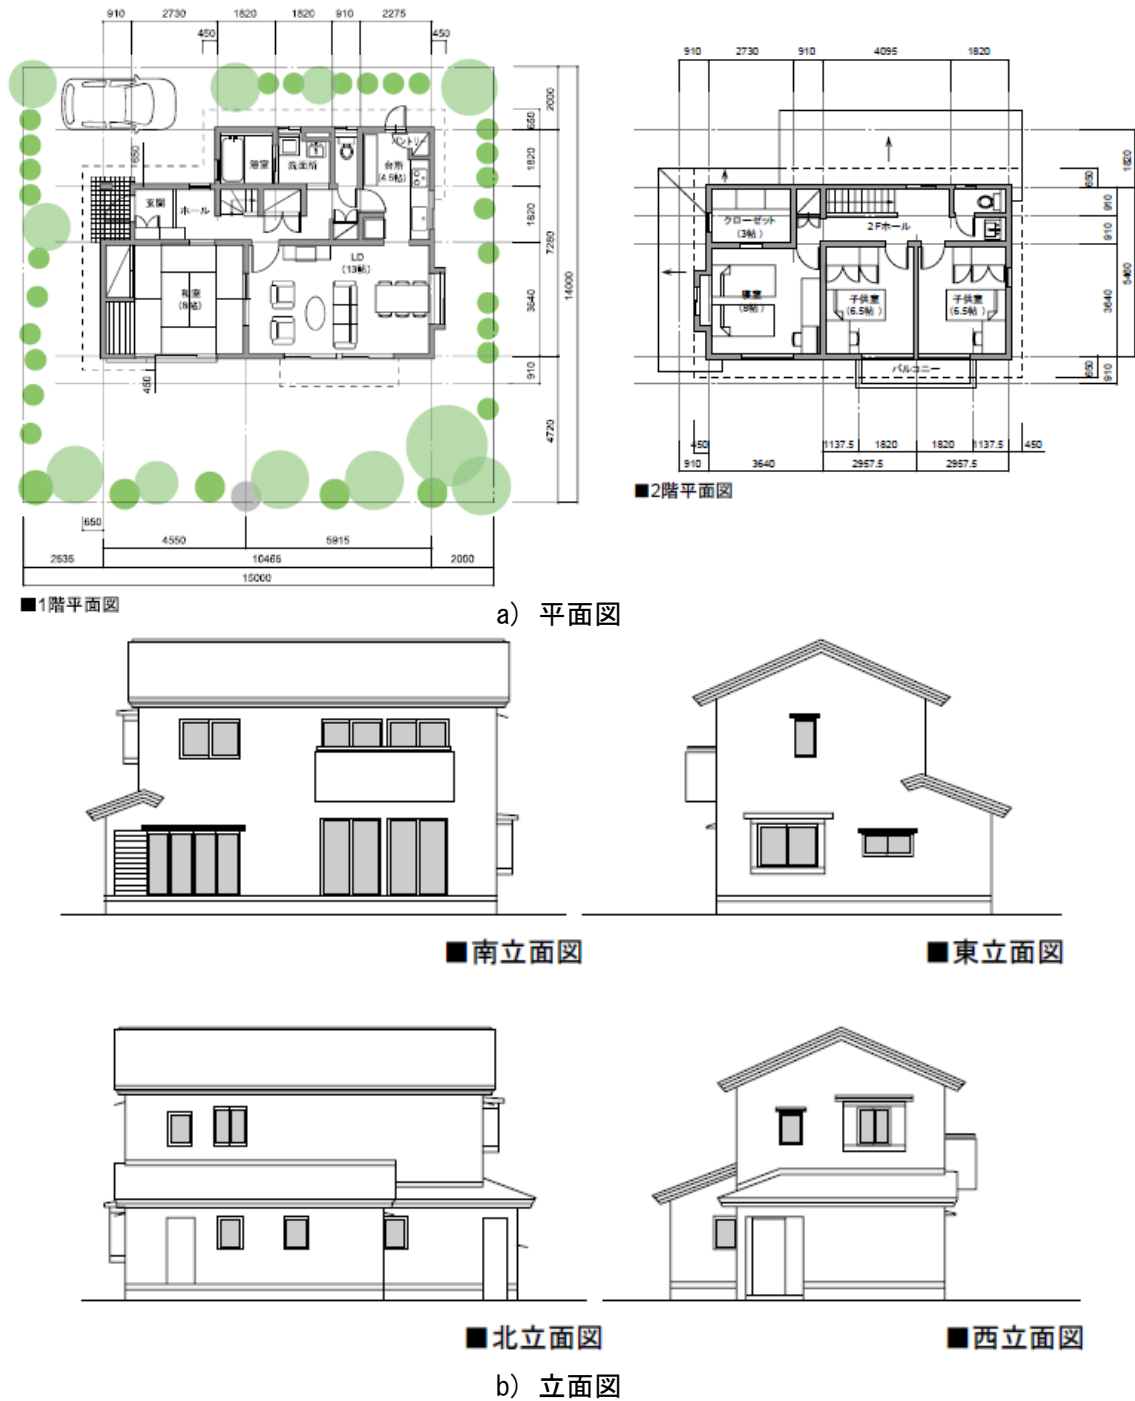 910 2730 1820 1820 910 2275
450 450
2000
650
浴室 洗面所 台所 (4.5帖) パントリー
650
1820
玄関 ホール
1820
7280
14000
LD
(13帖)
和室
(8帖)
3640
450
910
4720
650
4550 5915
2535 10465 2000
15000
■1階平面図
910 2730 910 4095 1820
1820
650
910
クローゼット
(3帖)
2Fホール
910
5460
寝室
(8帖)
子供室
(6.5帖)
子供室
(6.5帖)
3640
バルコニー
650
910
450 1137.5 1820 1820 1137.5 450
910 3640 2957.5 2957.5
■2階平面図
a) 平面図
■南立面図
■東立面図
■北立面図
■西立面図
b) 立面図